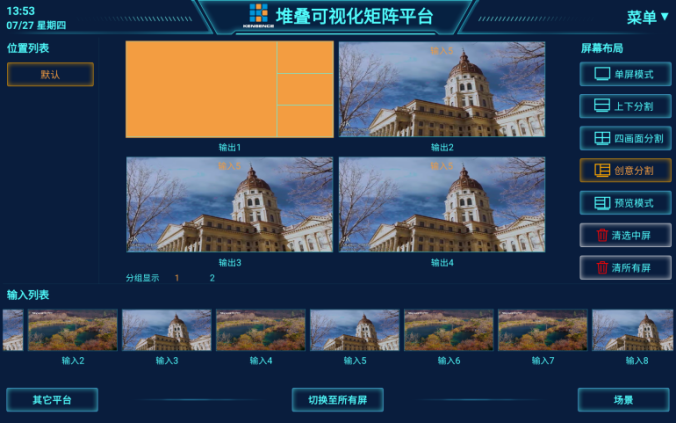 13:53
07/27 星期四
KENSENCE
堆叠可视化矩阵平台
菜单
位置列表
默认
输出1
输出2
输出3
输出4
分组显示 1 2
屏幕布局
单屏模式
上下分割
四画面分割
创意分割
预览模式
清选中屏
清所有屏
输入列表
输入2
输入3
输入4
输入5
输入6
输入7
输入8
其它平台
切换至所有屏
场景